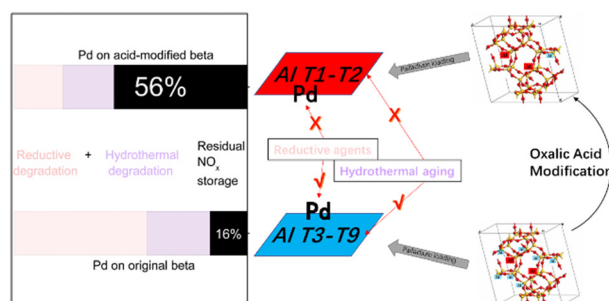 Pd on acid-modified beta
56%
Reductive
degradation
+
Hydrothermal
degradation
Residual
NOx
storage
16%
Pd on original beta
Al T1-T2
Pd
X
X
Reductive agents
Hydrothermal aging
√
√
Pd
Al T3-T9
Palladium loading
Palladium loading
Oxalic Acid
Modification